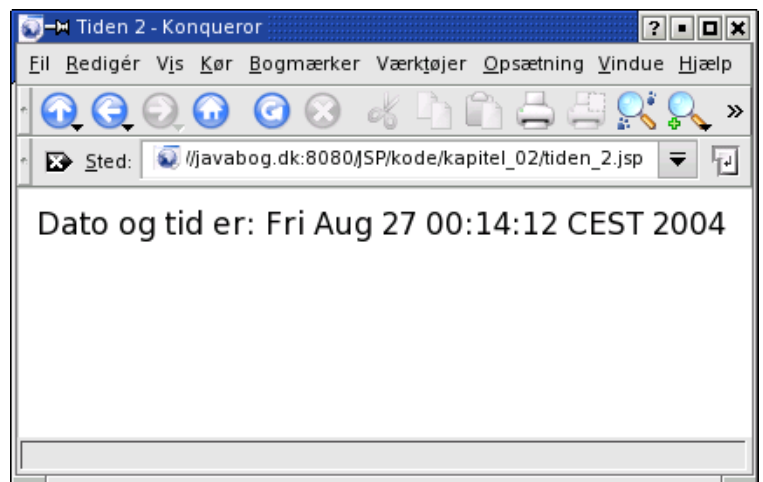 Tiden 2 - Konqueror
Fil Redigér Vis Kør Bogmærker Værktøjer Opsætning Vindue Hjælp
Sted: //javabog.dk:8080/JSP/kode/kapitel_02/tiden_2.jsp
Dato og tid er: Fri Aug 27 00:14:12 CEST 2004